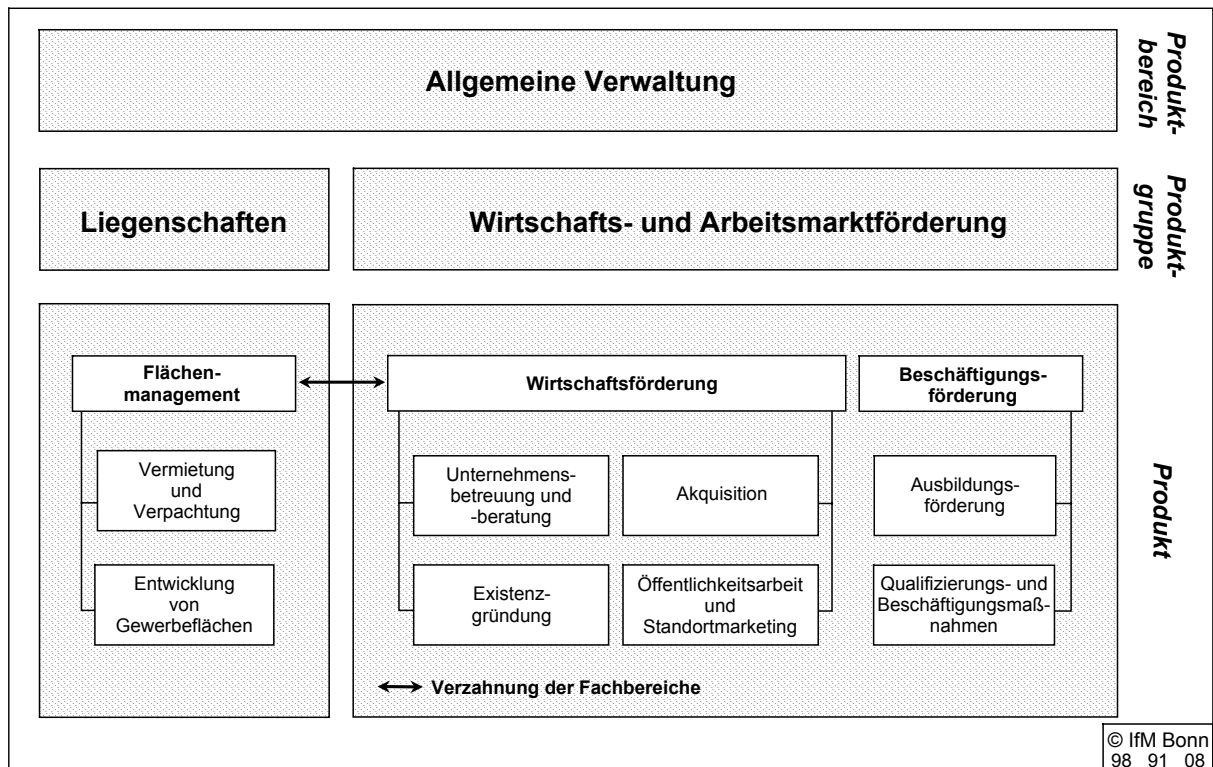 Allgemeine Verwaltung
Produkt-
bereich
Liegenschaften
Wirtschafts- und Arbeitsmarktförderung
Produkt-
gruppe
Flächen-
management
Wirtschaftsförderung
Beschäftigungs-
förderung
Vermietung
und
Verpachtung
Unternehmens-
betreuung und
-beratung
Akquisition
Ausbildungs-
förderung
Produkt
Entwicklung
von
Gewerbeflächen
Existenz-
gründung
Öffentlichkeitsarbeit
und
Standortmarketing
Qualifizierungs- und
Beschäftigungsmaß-
nahmen
Verzahnung der Fachbereiche
© IfM Bonn
98 91 08